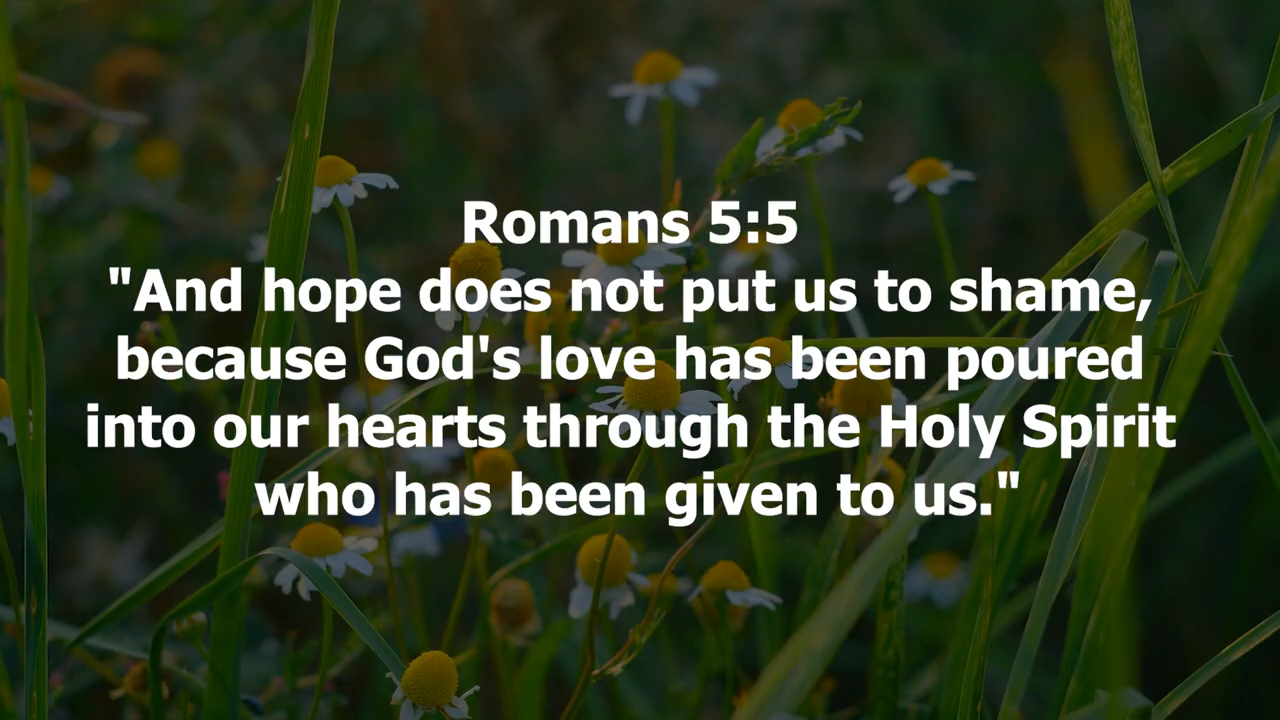 Romans 5:5
"And hope does not put us to shame,
because God's love has been poured
into our hearts through the Holy Spirit
who has been given to us."